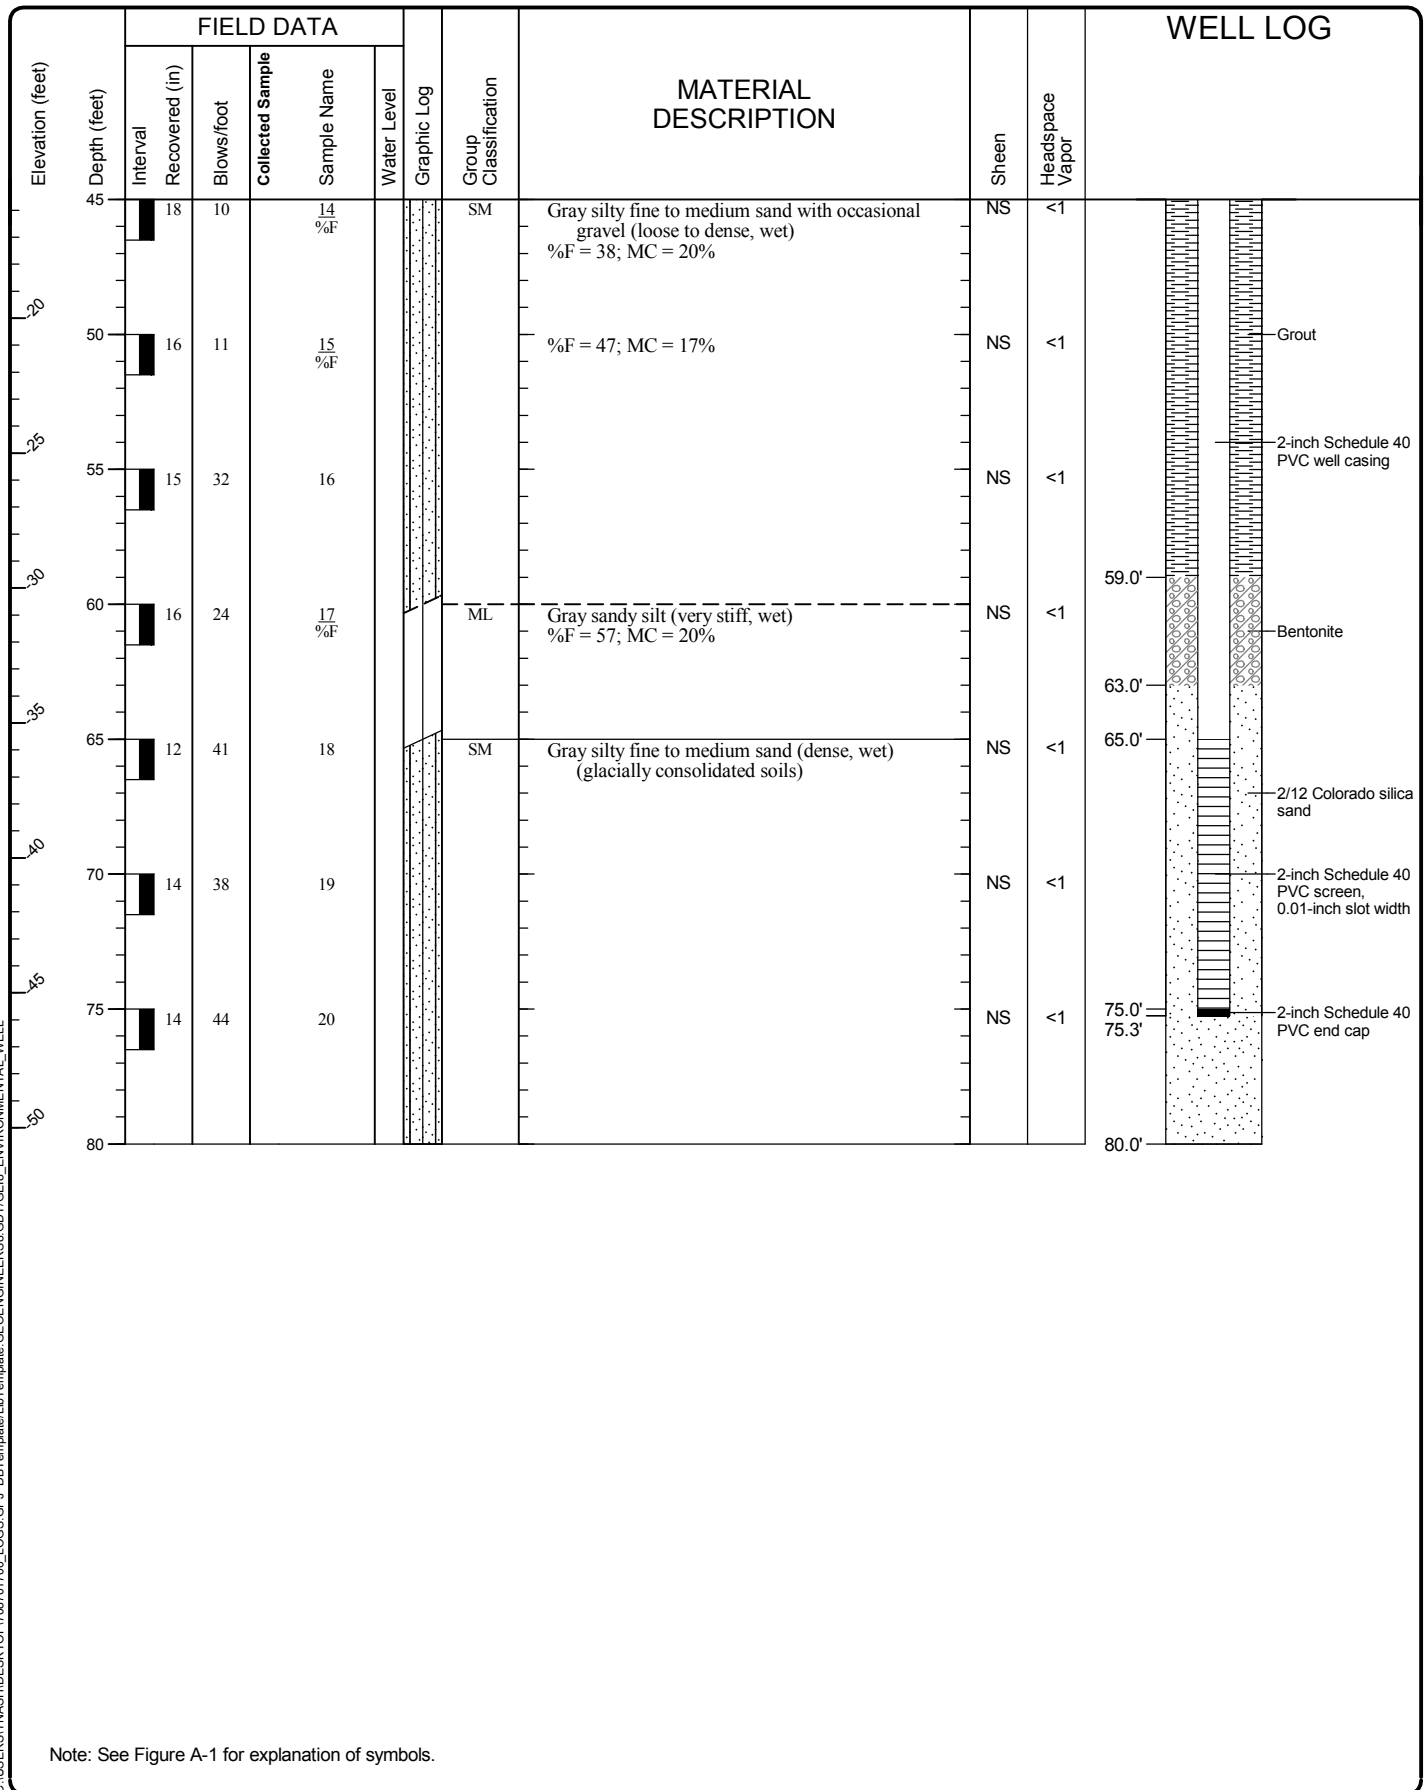 FIELD DATA
WELL LOG
Elevation (feet)
Depth (feet)
Interval
Recovered (in)
Blows/foot
Collected Sample
Sample Name
Water Level
Graphic Log
Group
Classification
MATERIAL
DESCRIPTION
Sheen
Headspace
Vapor
45
18 10 14 SM Gray silty fine to medium sand with occasional NS <1
%F gravel (loose to dense, wet)
%F = 38; MC = 20%
-20
50 Grout
16 11 15 %F = 47; MC = 17% NS <1
%F
-25
2-inch Schedule 40
PVC well casing
55
15 32 16 NS <1
-30
59.0'
60
16 24 17 ML Gray sandy silt (very stiff, wet) NS <1
%F %F = 57; MC = 20%
Bentonite
63.0'
-35
65 65.0'
12 41 18 SM Gray silty fine to medium sand (dense, wet) NS <1
(glacially consolidated soils)
2/12 Colorado silica
sand
-40
70
14 38 19 NS <1
2-inch Schedule 40
PVC screen,
0.01-inch slot width
-45
75 75.0'
14 44 20 NS <1
75.3'
2-inch Schedule 40
PVC end cap
-50
80 80.0'
Note: See Figure A-1 for explanation of symbols.